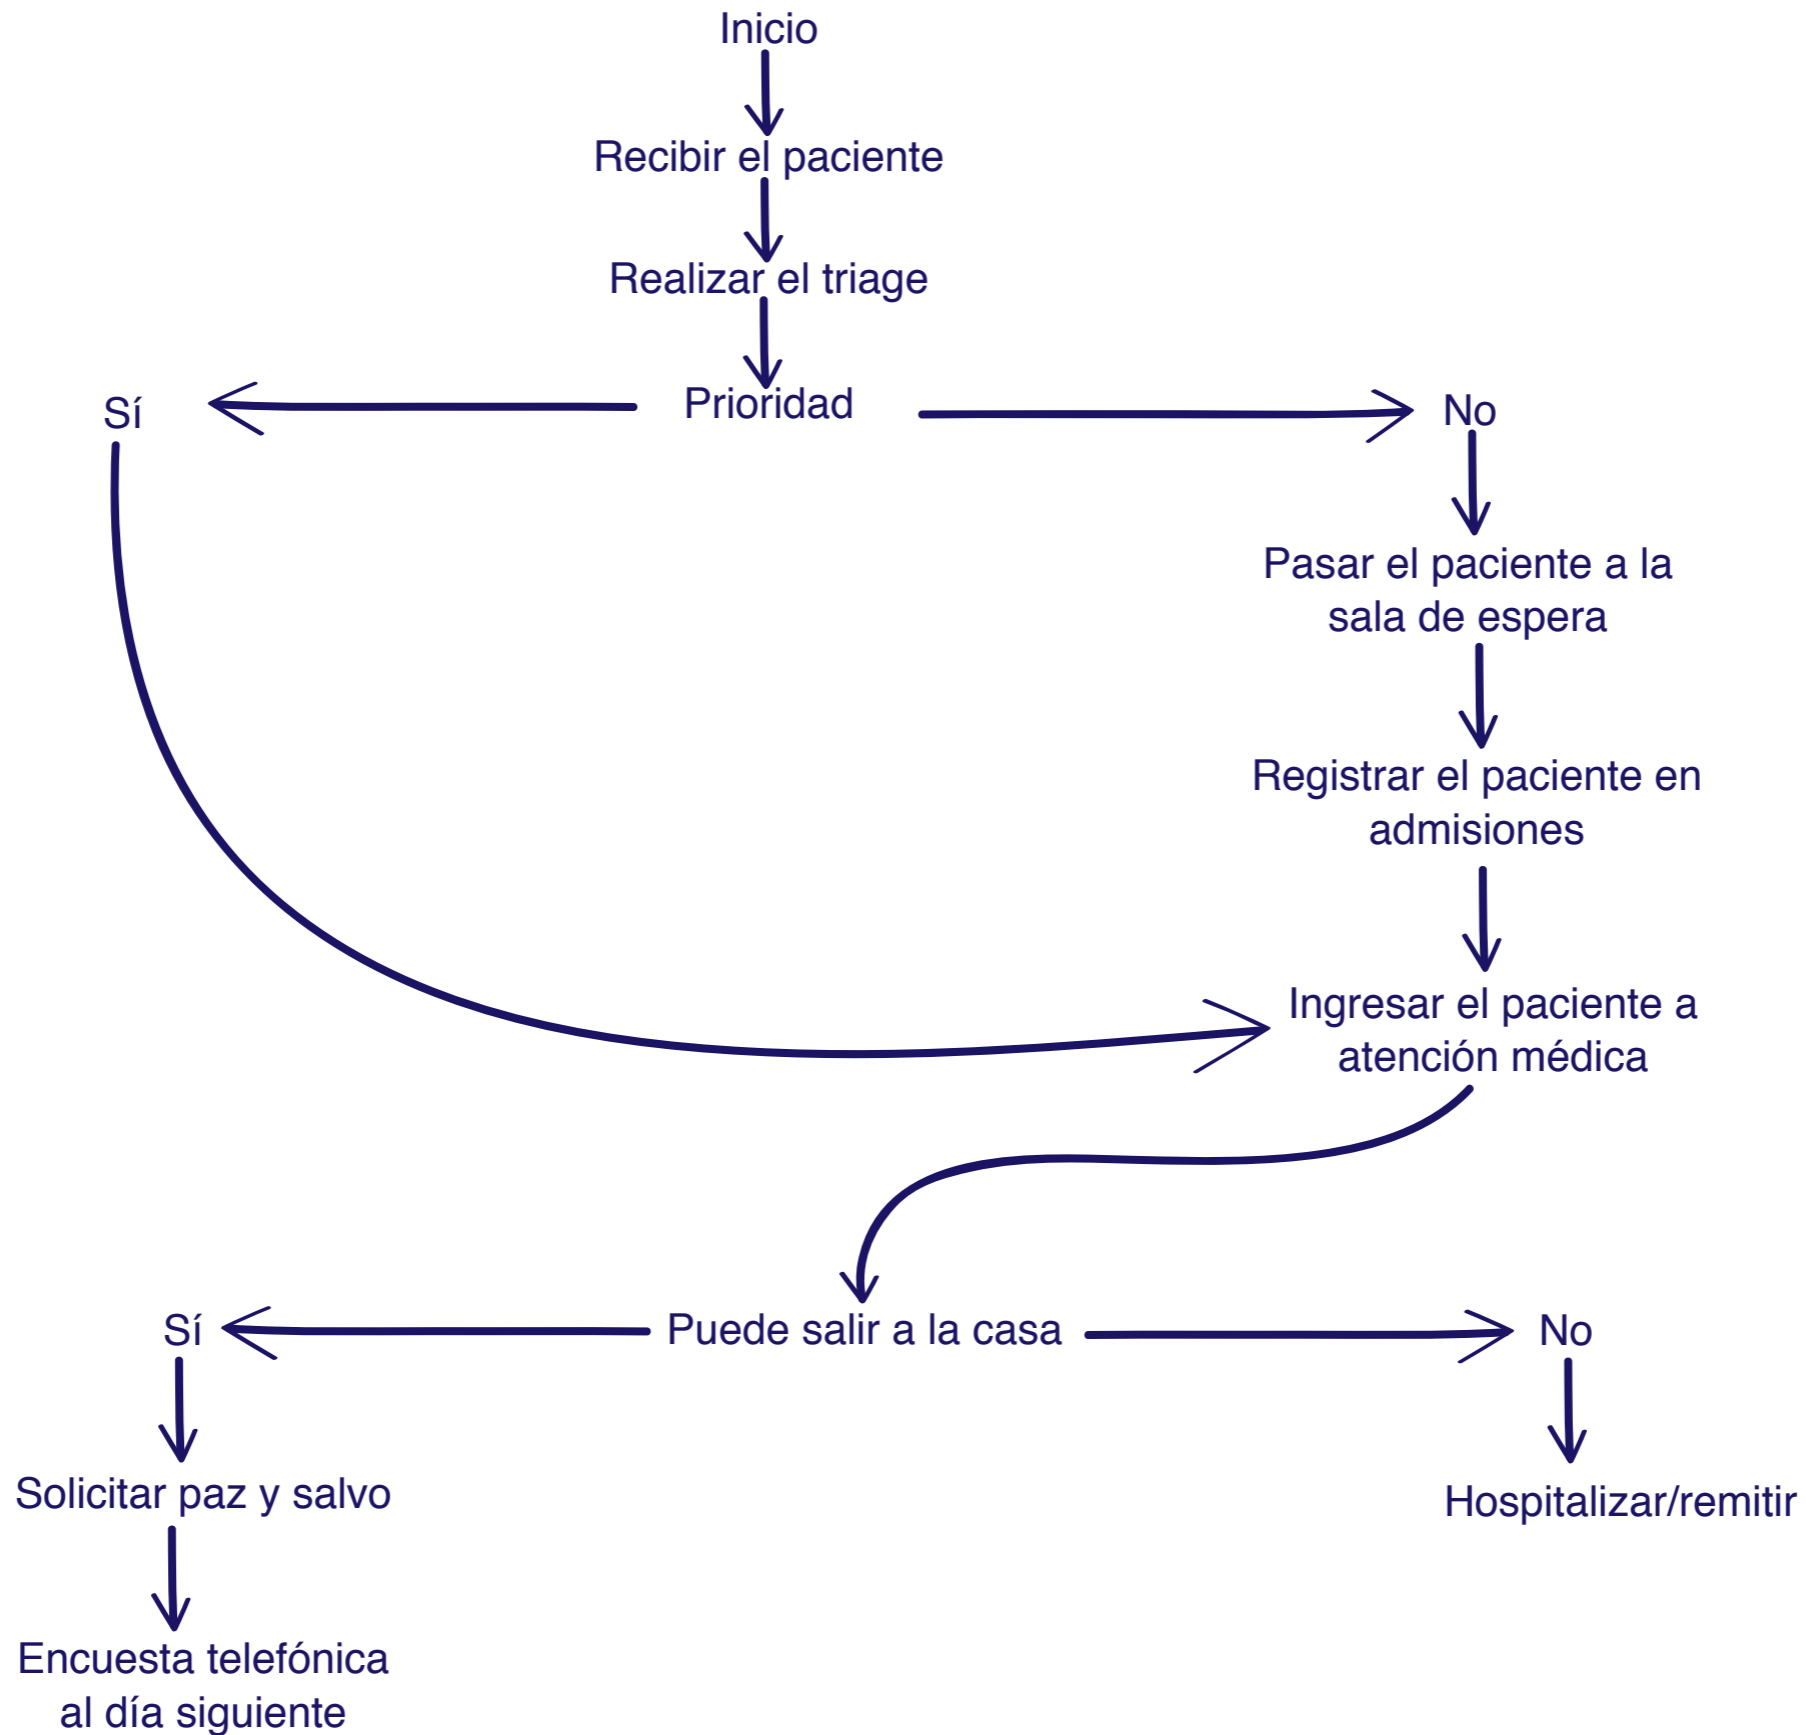 Inicio
Recibir el paciente
Realizar el triage
Sí
Prioridad
No
Pasar el paciente a la
sala de espera
Registrar el paciente en
admisiones
Ingresar el paciente a
atención médica
Sí
Puede salir a la casa
No
Solicitar paz y salvo
Hospitalizar/remitir
Encuesta telefónica
al día siguiente